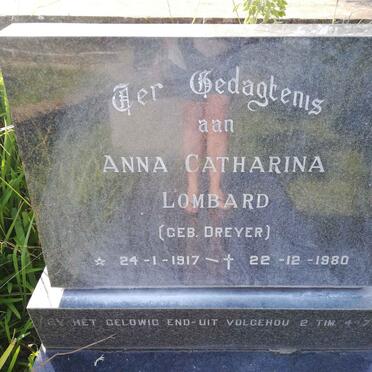 Ter Gedagtenis
aan
ANNA CATHARINA
LOMBARD
(GEB. DREYER)
☆ 24-1-1917 — † 22-12-1980
HET GELOWIG END-UIT VOLGEHOU 2 TIM. 4-7